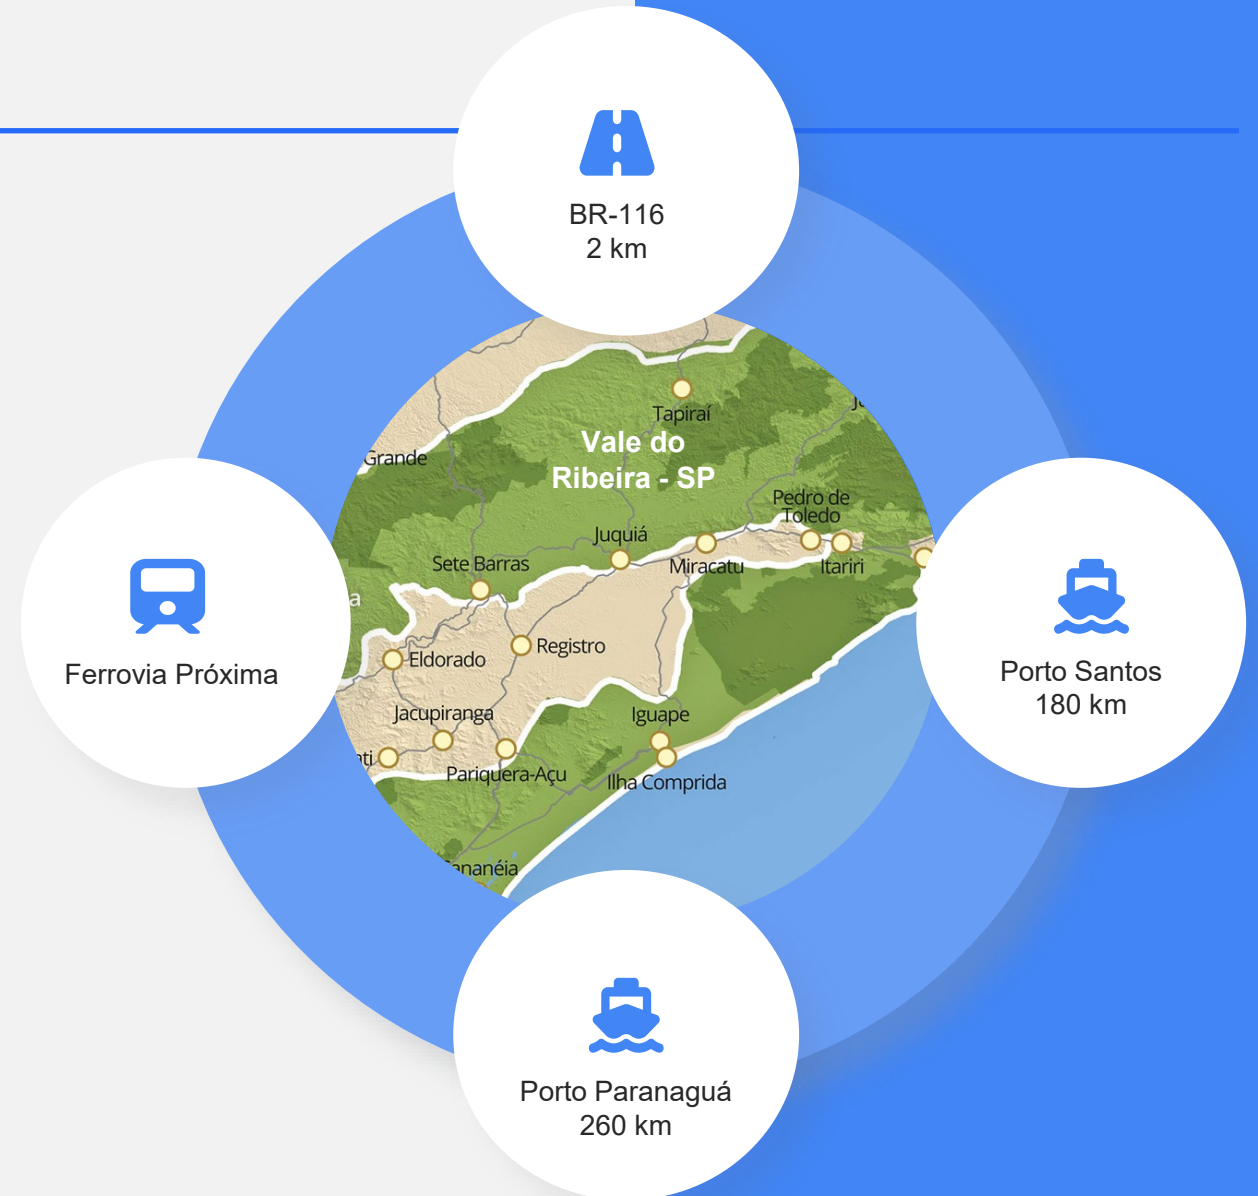 BR-116
2 km
Tapiraí
Vale do
Ribeira - SP
Grande
Pedro de
Toledo
Juquiá
Sete Barras
Miracatu
Itariri
Registro
Eldorado
Ferrovia Próxima
Porto Santos
180 km
Jacupiranga
Iguape
Pariquera-Açu
Ilha Comprida
Porto Paranaguá
260 km